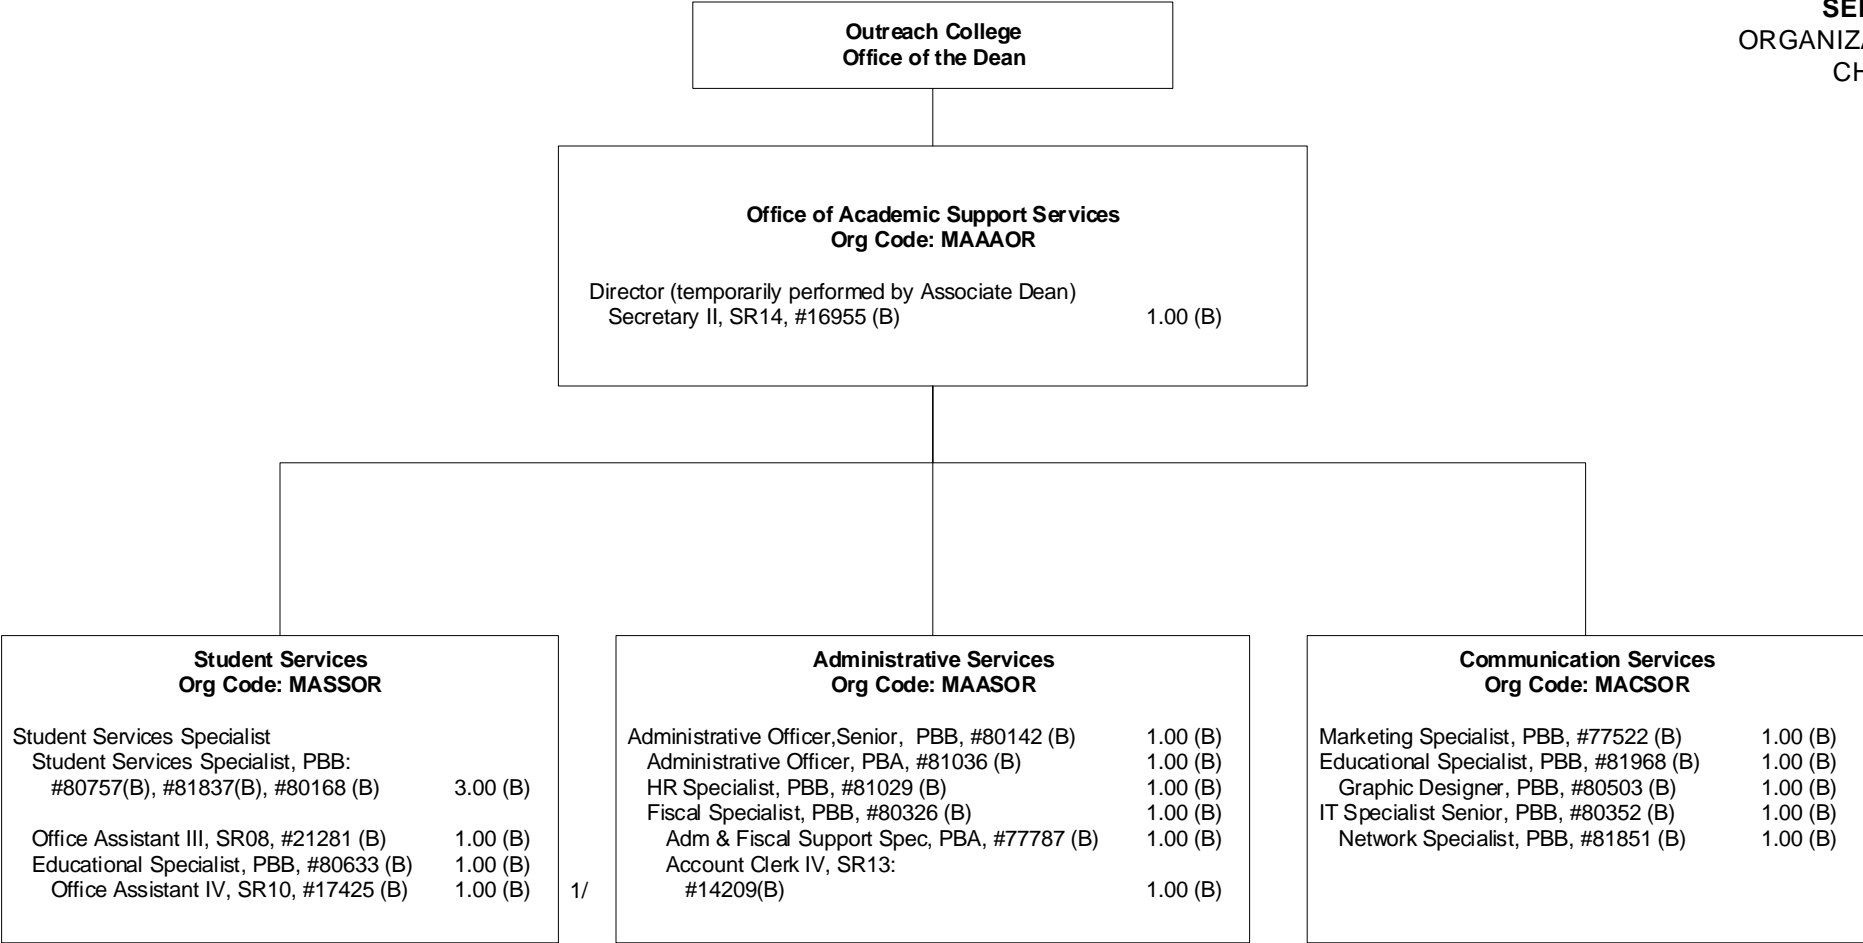 Outreach College
Office of the Dean
Office of Academic Support Services
Org Code: MAAAOR
Director (temporarily performed by Associate Dean)
Secretary II, SR14, #16955 (B) 1.00 (B)
Student Services
Org Code: MASSOR
Student Services Specialist
Student Services Specialist, PBB:
#80757(B), #81837(B), #80168 (B) 3.00 (B)
Office Assistant III, SR08, #21281 (B) 1.00 (B)
Educational Specialist, PBB, #80633 (B) 1.00 (B)
Office Assistant IV, SR10, #17425 (B) 1.00 (B) 1/
Administrative Services
Org Code: MAASOR
Administrative Officer,Senior, PBB, #80142 (B) 1.00 (B)
Administrative Officer, PBA, #81036 (B) 1.00 (B)
HR Specialist, PBB, #81029 (B) 1.00 (B)
Fiscal Specialist, PBB, #80326 (B) 1.00 (B)
Adm & Fiscal Support Spec, PBA, #77787 (B) 1.00 (B)
Account Clerk IV, SR13:
#14209(B) 1.00 (B)
Communication Services
Org Code: MACSOR
Marketing Specialist, PBB, #77522 (B) 1.00 (B)
Educational Specialist, PBB, #81968 (B) 1.00 (B)
Graphic Designer, PBB, #80503 (B) 1.00 (B)
IT Specialist Senior, PBB, #80352 (B) 1.00 (B)
Network Specialist, PBB, #81851 (B) 1.00 (B)